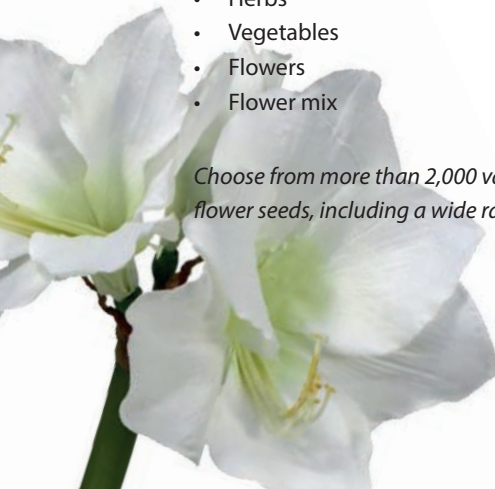 • Herbs
• Vegetables
• Flowers
• Flower mix
Choose from more than 2,000
flower seeds, including a wide